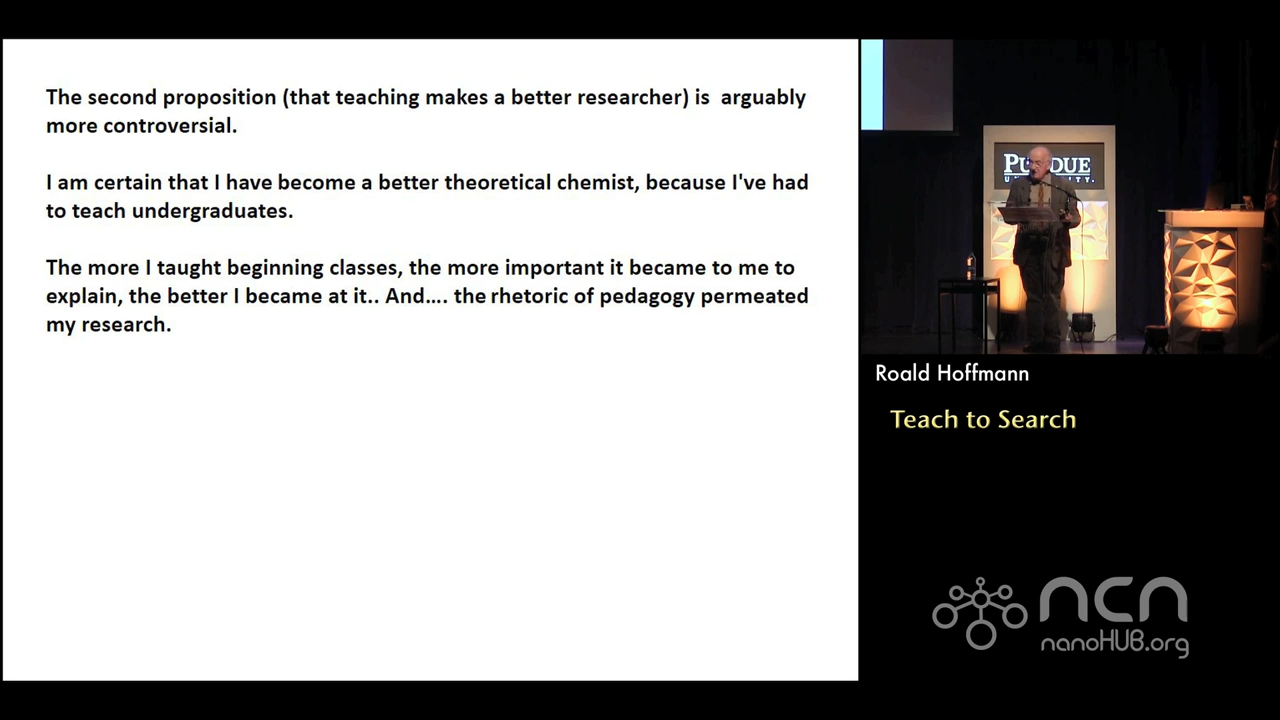 The second proposition (that teaching makes a better researcher) is  arguably
more controversial.
I am certain that I have become a better theoretical chemist, because I've had
to teach undergraduates.
The more I taught beginning classes, the more important it became to me to
explain, the better I became at it.. And.... the rhetoric of pedagogy permeated
my research.
PURDUE
UNIVERSITY.
Roald Hoffmann
Teach to Search
ncn
nanoHUB.org